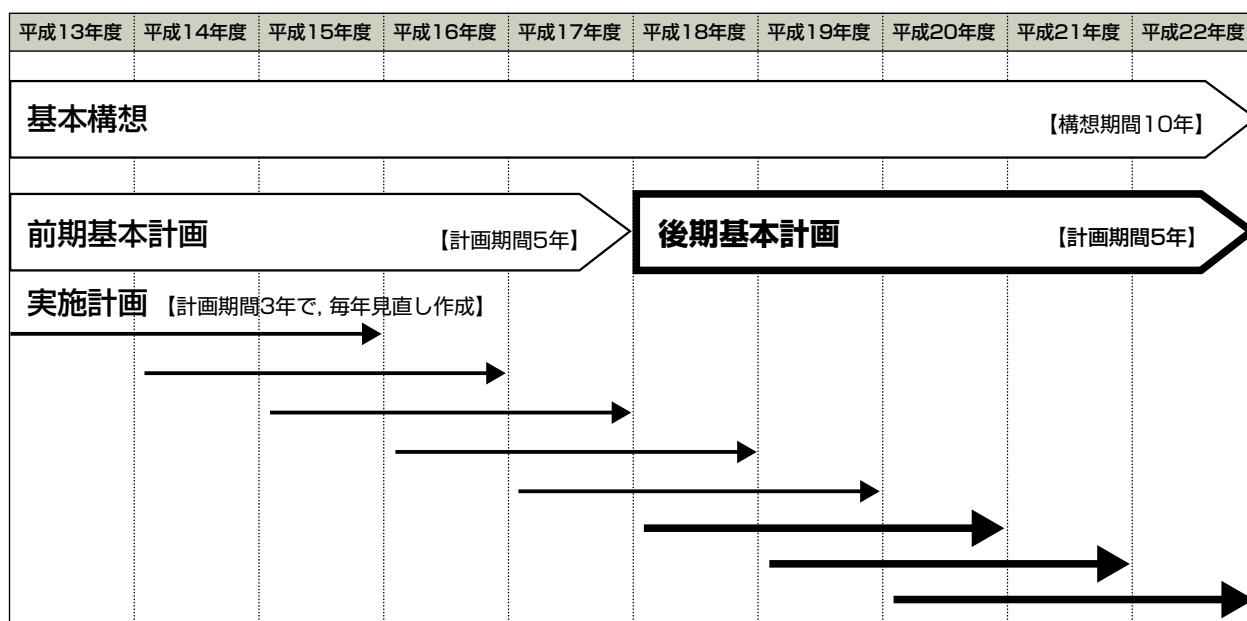 平成13年度 平成14年度 平成15年度 平成16年度 平成17年度 平成18年度 平成19年度 平成20年度 平成21年度 平成22年度
基本構想 【構想期間10年】
前期基本計画 【計画期間5年】 後期基本計画 【計画期間5年】
実施計画 【計画期間3年で, 毎年見直し作成】